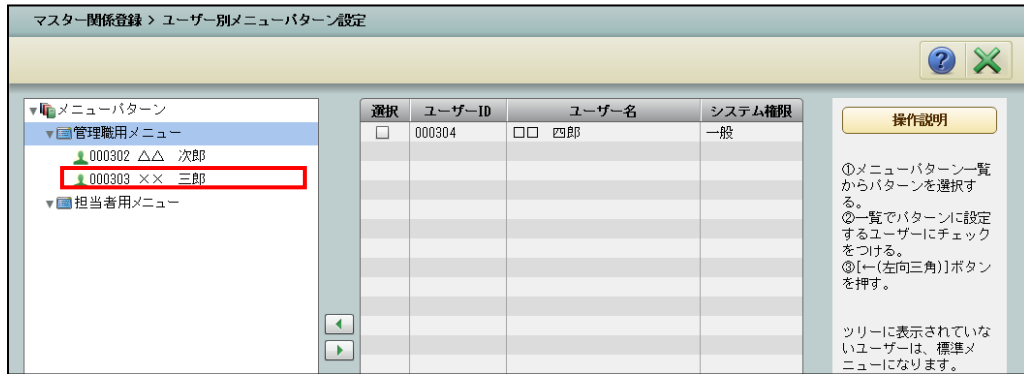 マスター関係登録 > ユーザー別メニューパターン設定
メニューパターン
管理職用メニュー
000302 △△　次郎
000303 ××　三郎
担当者用メニュー
選択 ユーザーID ユーザー名 システム権限
000304 □□　四郎 一般
操作説明
①メニューパターン一覧
からパターンを選択す
る。
②一覧でパターンに設定
するユーザーにチェック
をつける。
③[←(左向三角)]ボタン
を押す。
ツリーに表示されていな
いユーザーは、標準メ
ニューになります。